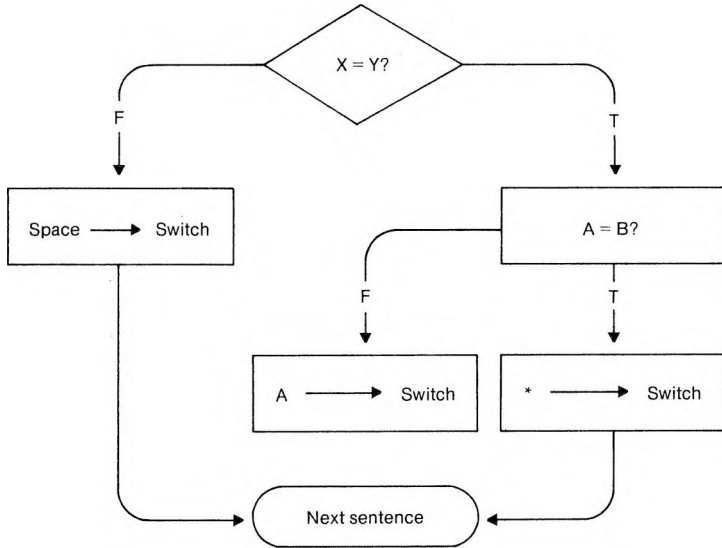 X = Y?
F
T
Space Switch
A = B?
F
T
A Switch
* Switch
Next sentence